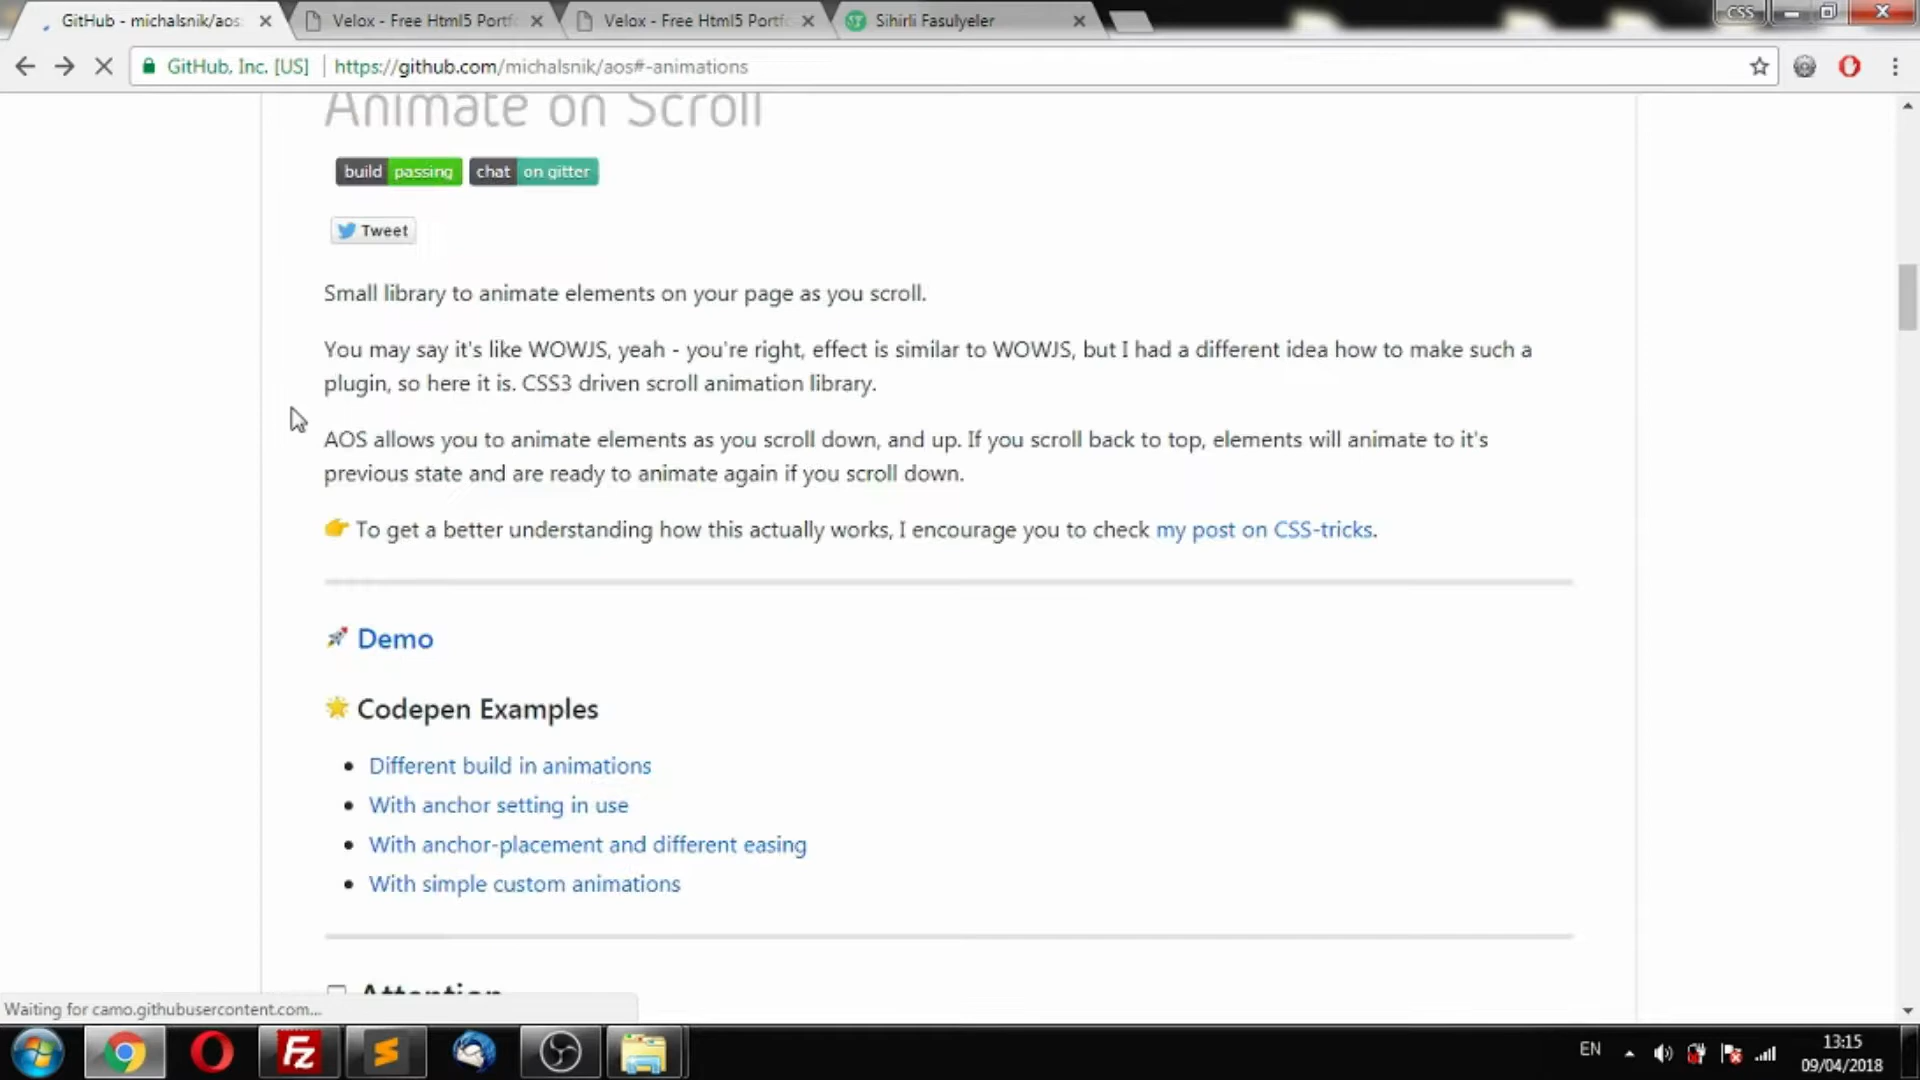 GitHub - michalsnik/aos:
Velox - Free Html5 Portfo
Velox - Free Html5 Portfo
Sihirli Fasulyeler
CSS
GitHub, Inc. [US]
https://github.com/michalsnik/aos#-animations
Animate on Scroll
build passing
chat on gitter
Tweet
Small library to animate elements on your page as you scroll.
You may say it's like WOWJS, yeah - you're right, effect is similar to WOWJS, but I had a different idea how to make such a
plugin, so here it is. CSS3 driven scroll animation library.
AOS allows you to animate elements as you scroll down, and up. If you scroll back to top, elements will animate to it's
previous state and are ready to animate again if you scroll down.
To get a better understanding how this actually works, I encourage you to check my post on CSS-tricks.
Demo
Codepen Examples
• Different build in animations
• With anchor setting in use
• With anchor-placement and different easing
• With simple custom animations
Attention
Waiting for camo.githubusercontent.com...
Fz
EN
13:15
09/04/2018